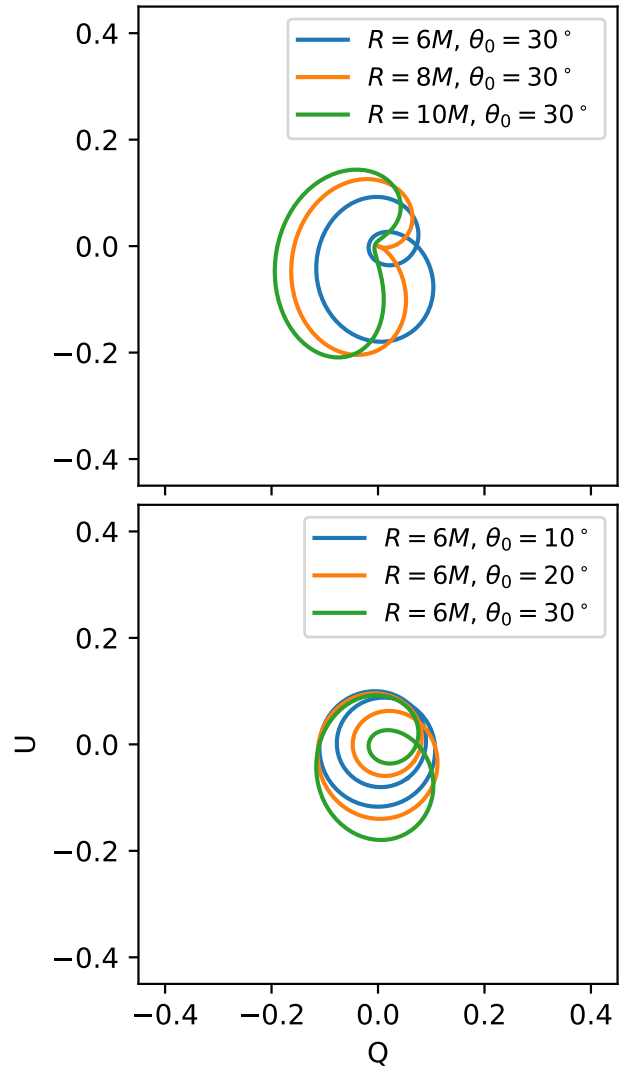 0.4
0.2
0.0
−0.2
−0.4
R = 6M, θ₀ = 30°
R = 8M, θ₀ = 30°
R = 10M, θ₀ = 30°
0.4
0.2
0.0
−0.2
−0.4
U
R = 6M, θ₀ = 10°
R = 6M, θ₀ = 20°
R = 6M, θ₀ = 30°
−0.4 −0.2 0.0 0.2 0.4
Q